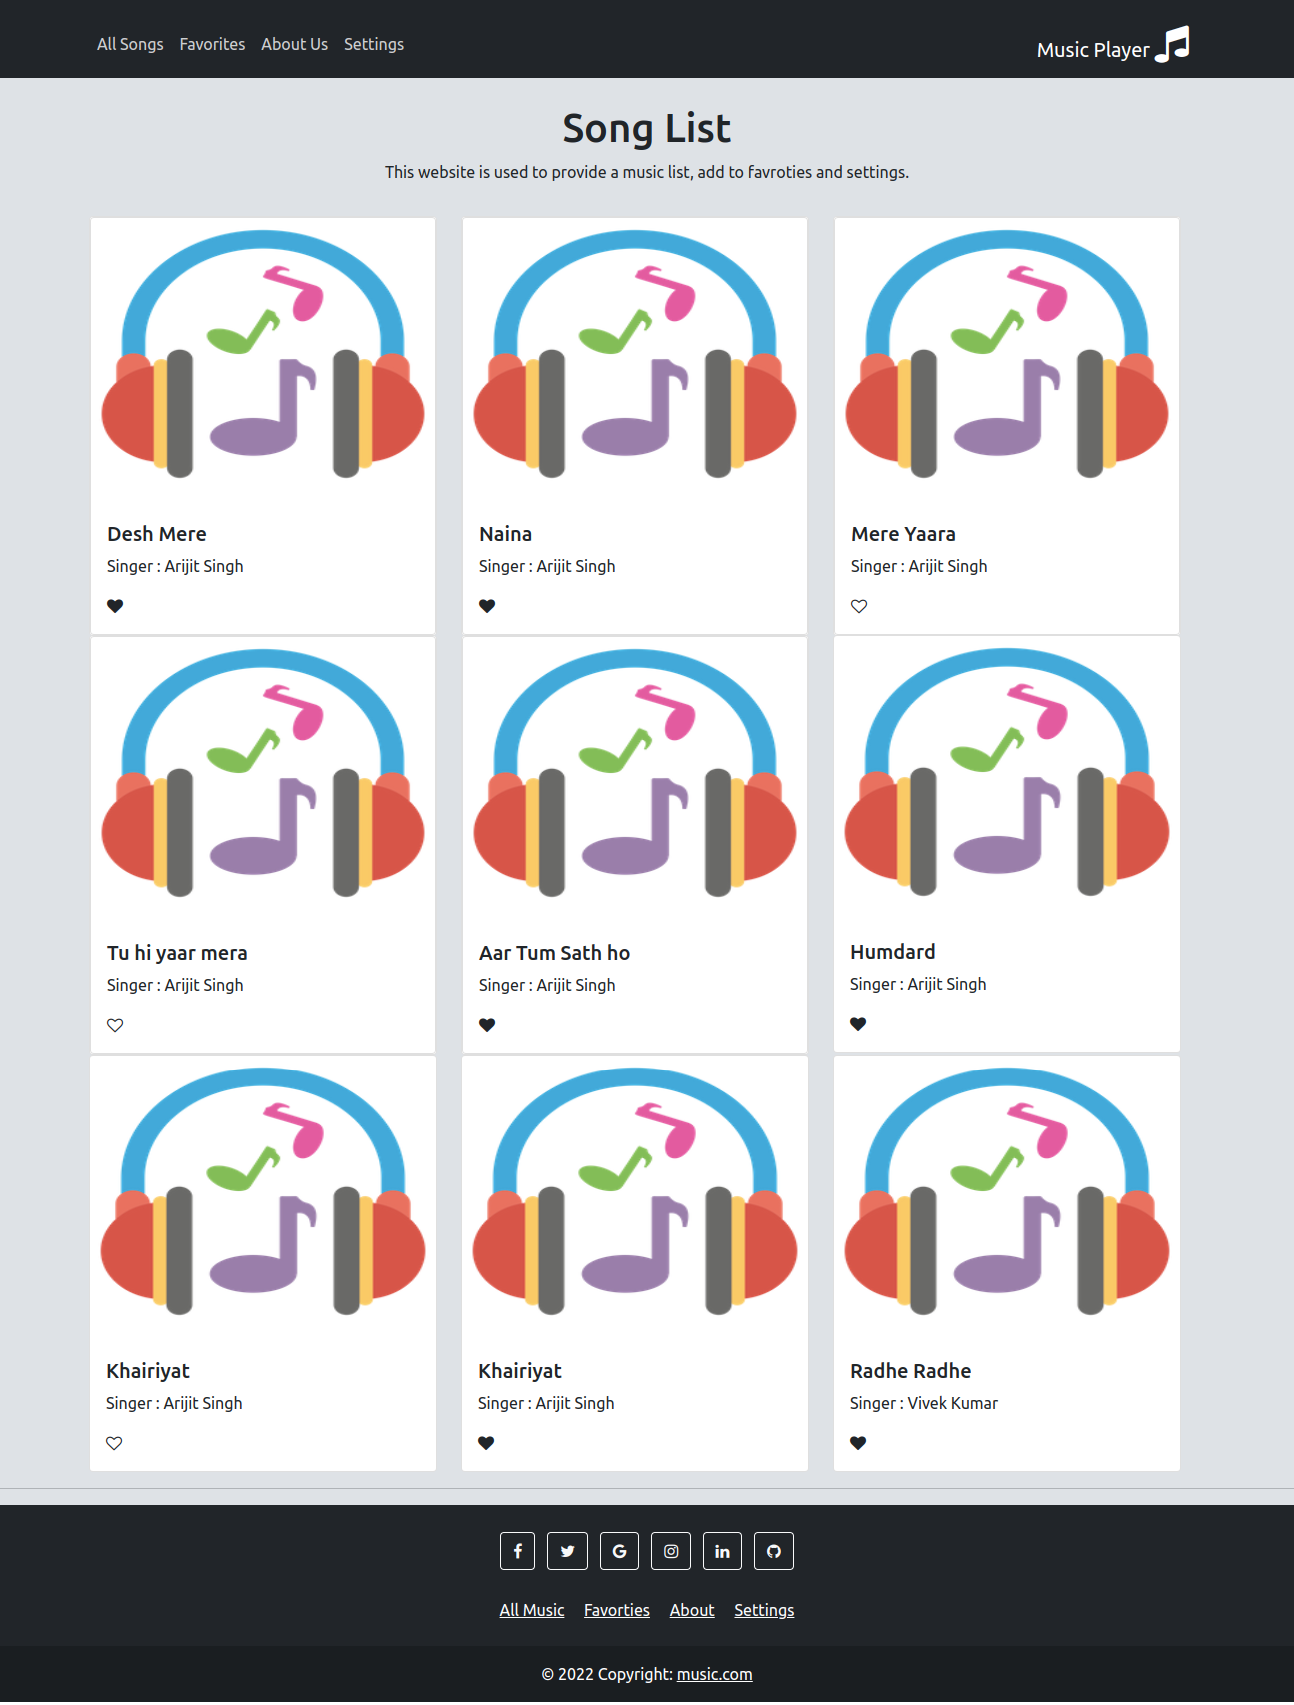 All Songs Favorites About Us Settings
Music Player
Song List
This website is used to provide a music list, add to favroties and settings.
Desh Mere
Singer : Arijit Singh
Naina
Singer : Arijit Singh
Mere Yaara
Singer : Arijit Singh
Tu hi yaar mera
Singer : Arijit Singh
Aar Tum Sath ho
Singer : Arijit Singh
Humdard
Singer : Arijit Singh
Khairiyat
Singer : Arijit Singh
Khairiyat
Singer : Arijit Singh
Radhe Radhe
Singer : Vivek Kumar
All Music Favorties About Settings
© 2022 Copyright: music.com